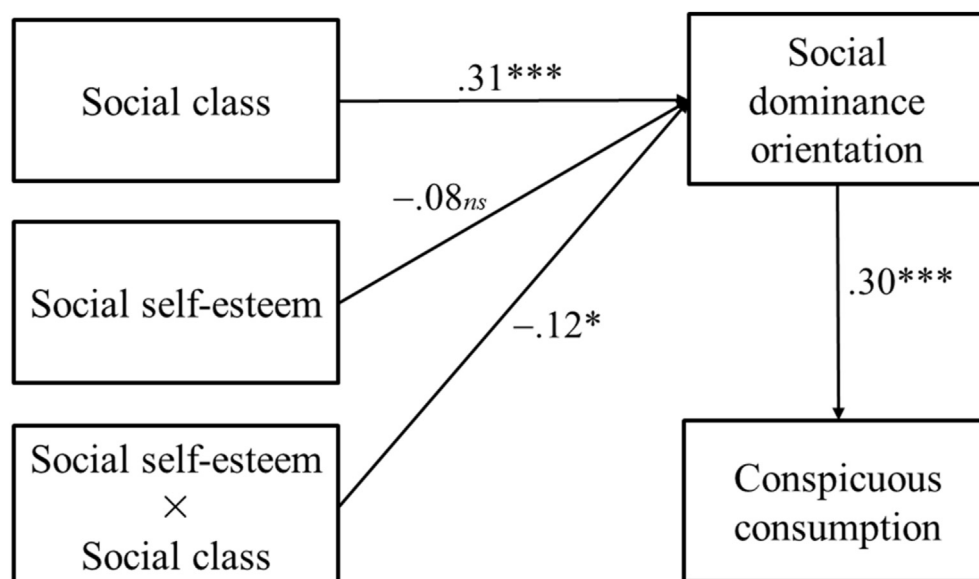 Social class
.31***
Social
dominance
orientation
Social self-esteem
−.08ns
−.12*
.30***
Social self-esteem
×
Social class
Conspicuous
consumption